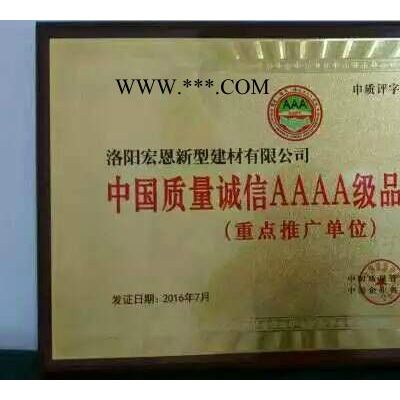 WWW.***.COM
申质评字
AAA
洛阳宏恩新型建材有限公司
中国质量诚信AAAA级品
(重点推广单位)
发证日期:2016年7月